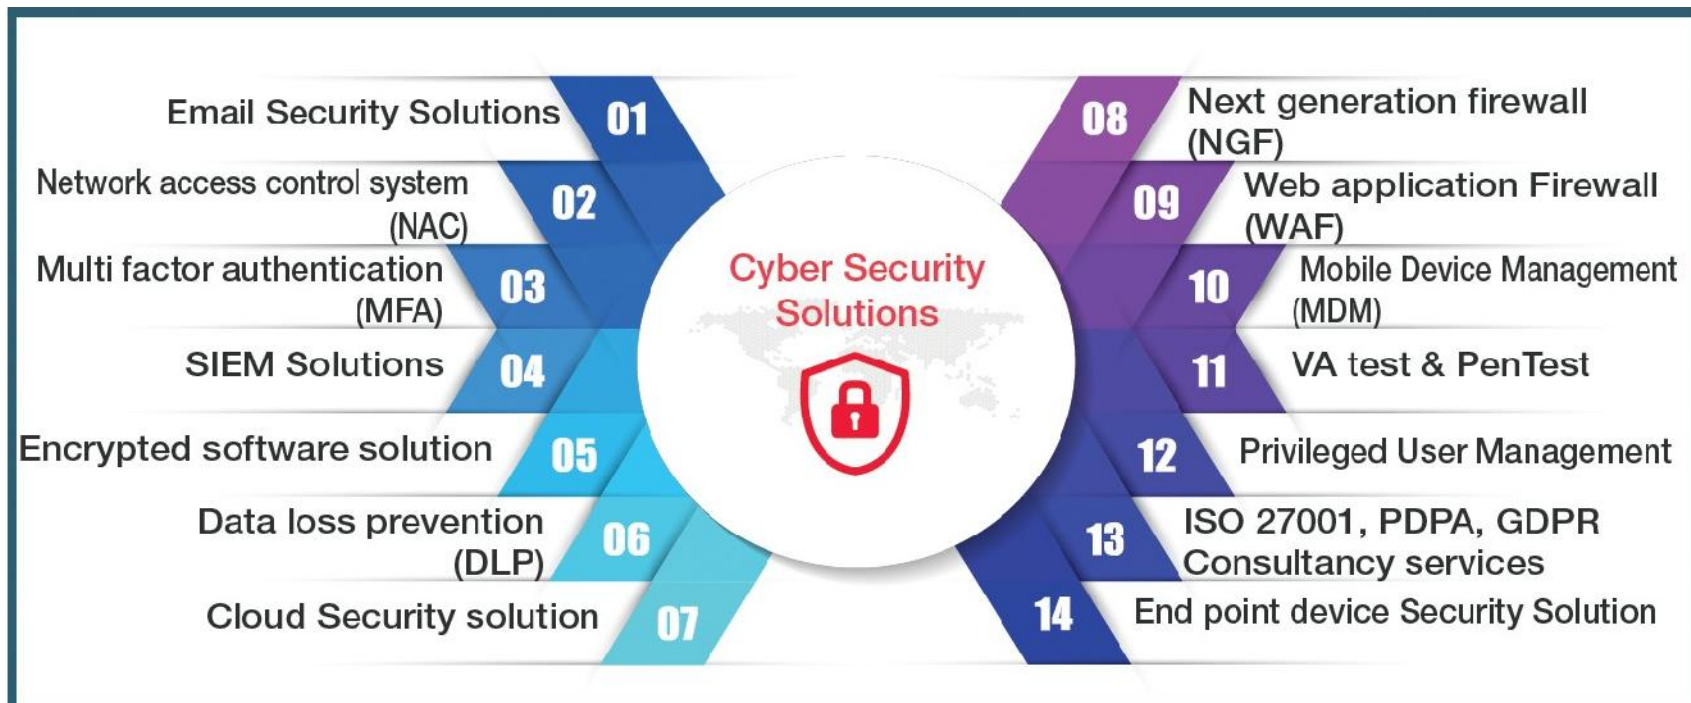 Cyber Security
Solutions
01
Email Security Solutions
02
Network access control system
(NAC)
03
Multi factor authentication
(MFA)
04
SIEM Solutions
05
Encrypted software solution
06
Data loss prevention
(DLP)
07
Cloud Security solution
08
Next generation firewall
(NGF)
09
Web application Firewall
(WAF)
10
Mobile Device Management
(MDM)
11
VA test & PenTest
12
Privileged User Management
13
ISO 27001, PDPA, GDPR
Consultancy services
14
End point device Security Solution